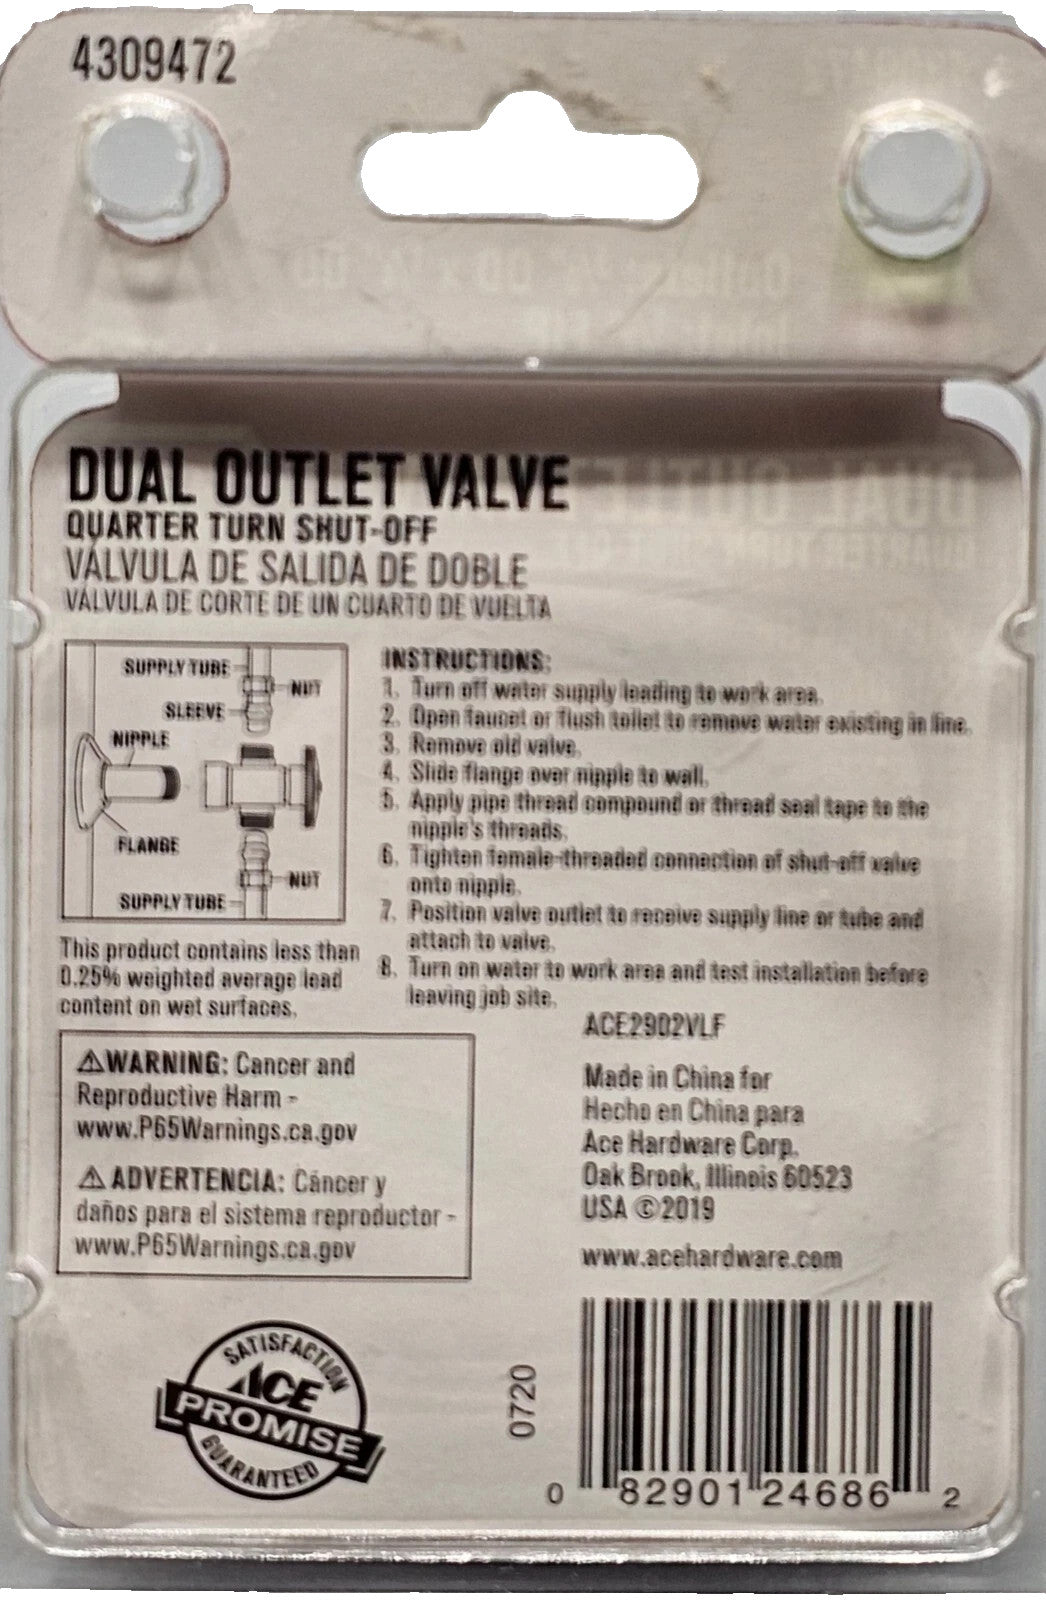 4309472
DUAL OUTLET VALVE
QUARTER TURN SHUT-OFF
VÁLVULA DE SALIDA DE DOBLE
VÁLVULA DE CORTE DE UN CUARTO DE VUELTA
SUPPLY TUBE
NUT
SLEEVE
NIPPLE
FLANGE
NUT
SUPPLY TUBE
This product contains less than
0.25% weighted average lead
content on wet surfaces.
INSTRUCTIONS:
1. Turn off water supply leading to work area.
2. Open faucet or flush toilet to remove water existing in line.
3. Remove old valve.
4. Slide flange over nipple to wall.
5. Apply pipe thread compound or thread seal tape to the
nipple's threads.
6. Tighten female-threaded connection of shut-off valve
onto nipple.
7. Position valve outlet to receive supply line or tube and
attach to valve.
8. Turn on water to work area and test installation before
leaving job site.
⚠WARNING: Cancer and
Reproductive Harm -
www.P65Warnings.ca.gov
⚠ ADVERTENCIA: Cáncer y
daños para el sistema reproductor -
www.P65Warnings.ca.gov
ACE2902VLF
Made in China for
Hecho en China para
Ace Hardware Corp.
Oak Brook, Illinois 60523
USA ©2019
www.acehardware.com
SATISFACTION
ACE
PROMISE
GUARANTEED
0720
0 82901 24686 2